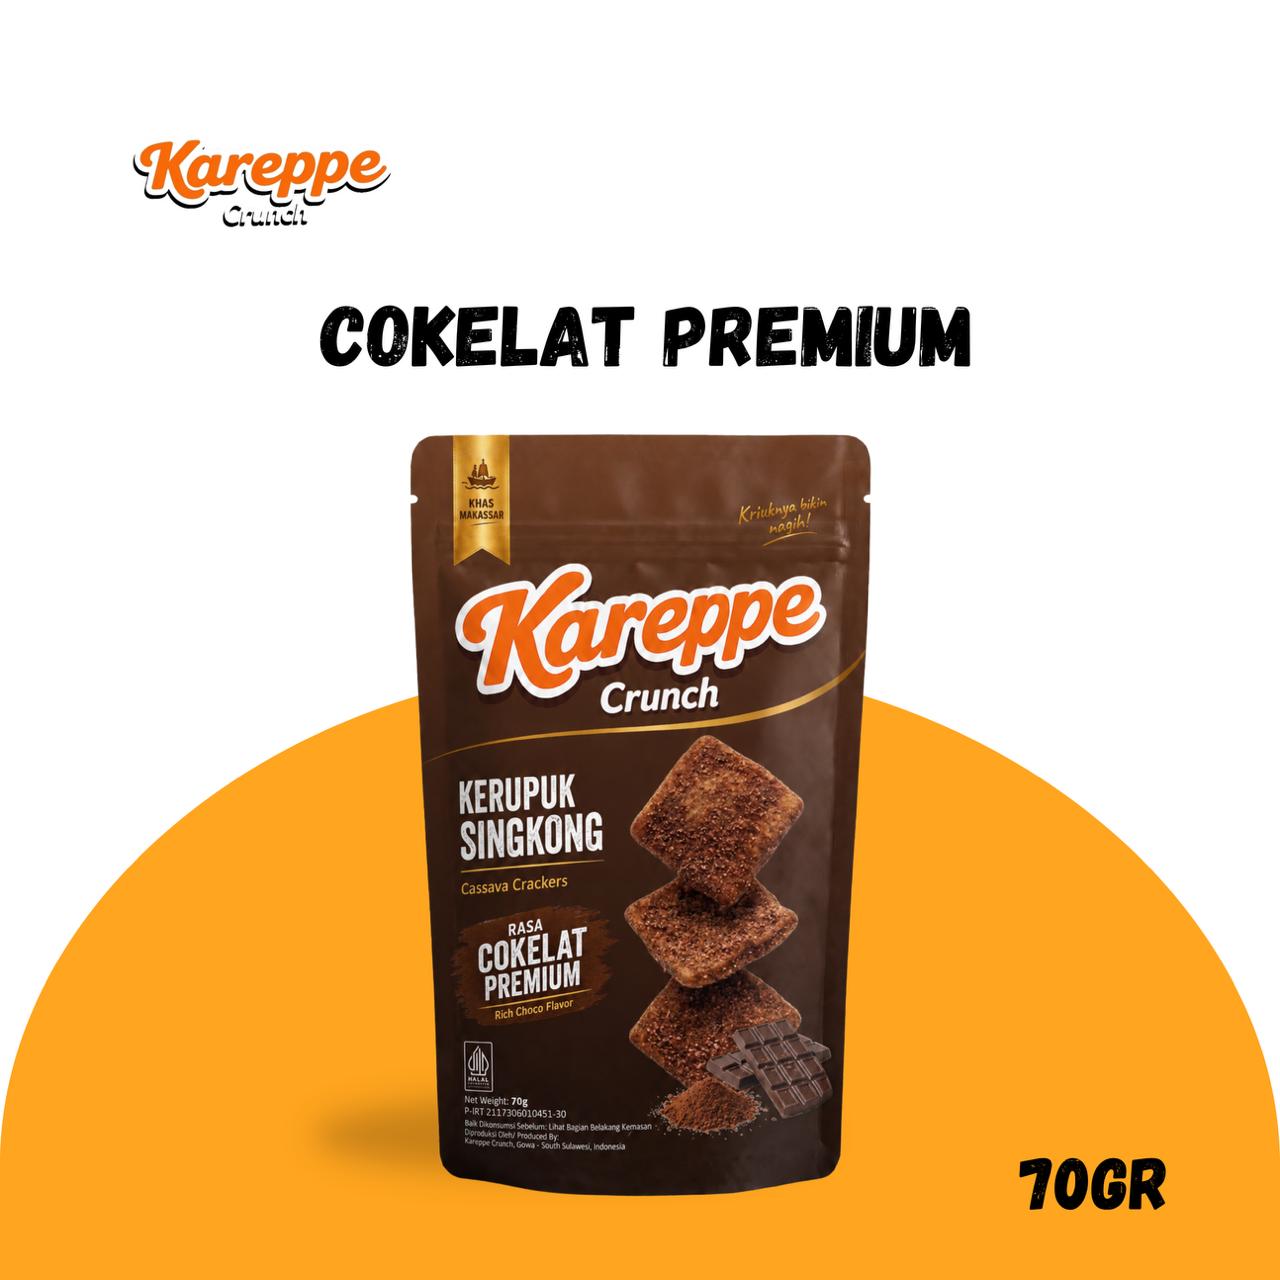 Kareppe
Crunch
COKELAT PREMIUM
KHAS
MAKASSAR
Kriuknya bikin
nagih!
Kareppe
Crunch
KERUPUK
SINGKONG
Cassava Crackers
RASA
COKELAT
PREMIUM
Rich Choco Flavor
HALAL
Net Weight: 70g
P-IRT 2117306010451-30
Baik Dikonsumsi Sebelum: Lihat Bagian Belakang Kemasan
Diproduksi Oleh/ Produced By:
Kareppe Crunch, Gowa - South Sulawesi, Indonesia
70GR